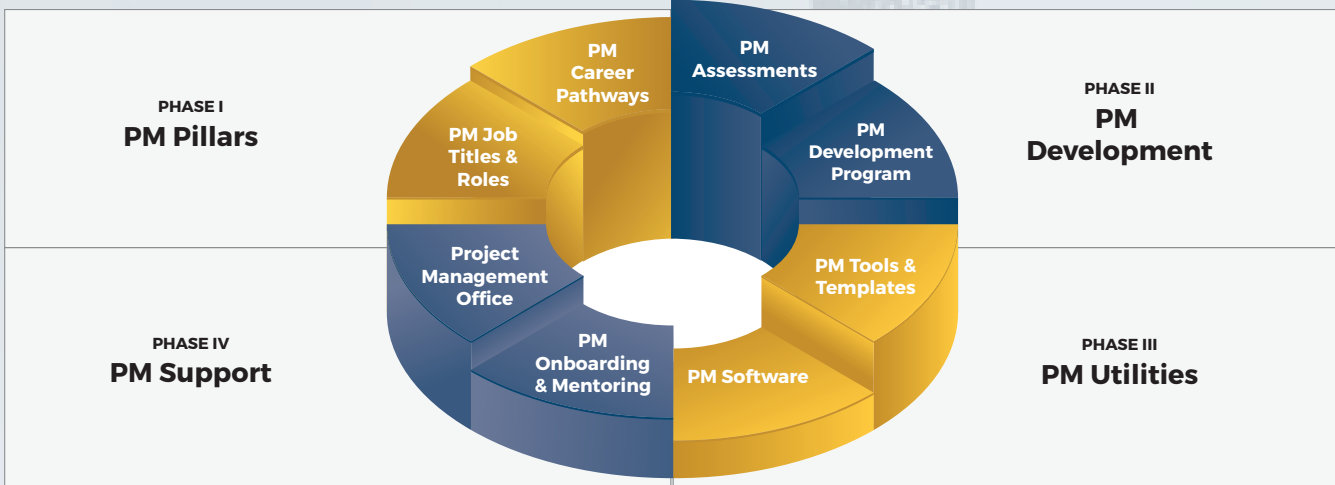 PHASE I
PM Pillars
PM Job
Titles &
Roles
PM
Career
Pathways
PHASE II
PM
Development
PM
Assessments
PM
Development
Program
PHASE III
PM Utilities
PM Tools &
Templates
PM Software
PHASE IV
PM Support
PM
Onboarding
& Mentoring
Project
Management
Office